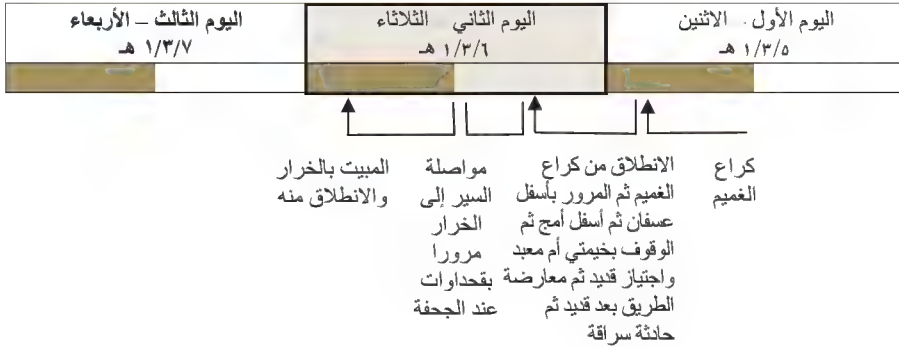 اليوم الأول - الاثنين
١/٣/٥ هـ
اليوم الثاني - الثلاثاء
١/٣/٦ هـ
اليوم الثالث – الأربعاء
١/٣/٧ هـ
كراع
الغميم
الانطلاق من كراع
الغميم ثم المرور بأسفل
عسفان ثم أسفل أمج ثم
الوقوف بخيمتي أم معبد
واجتياز قديد ثم معارضة
الطريق بعد قديد ثم
حادثة سراقة
مواصلة
السير إلى
الخرار
مرورا
بقحداوات
عند الجحفة
المبيت بالخرار
والانطلاق منه